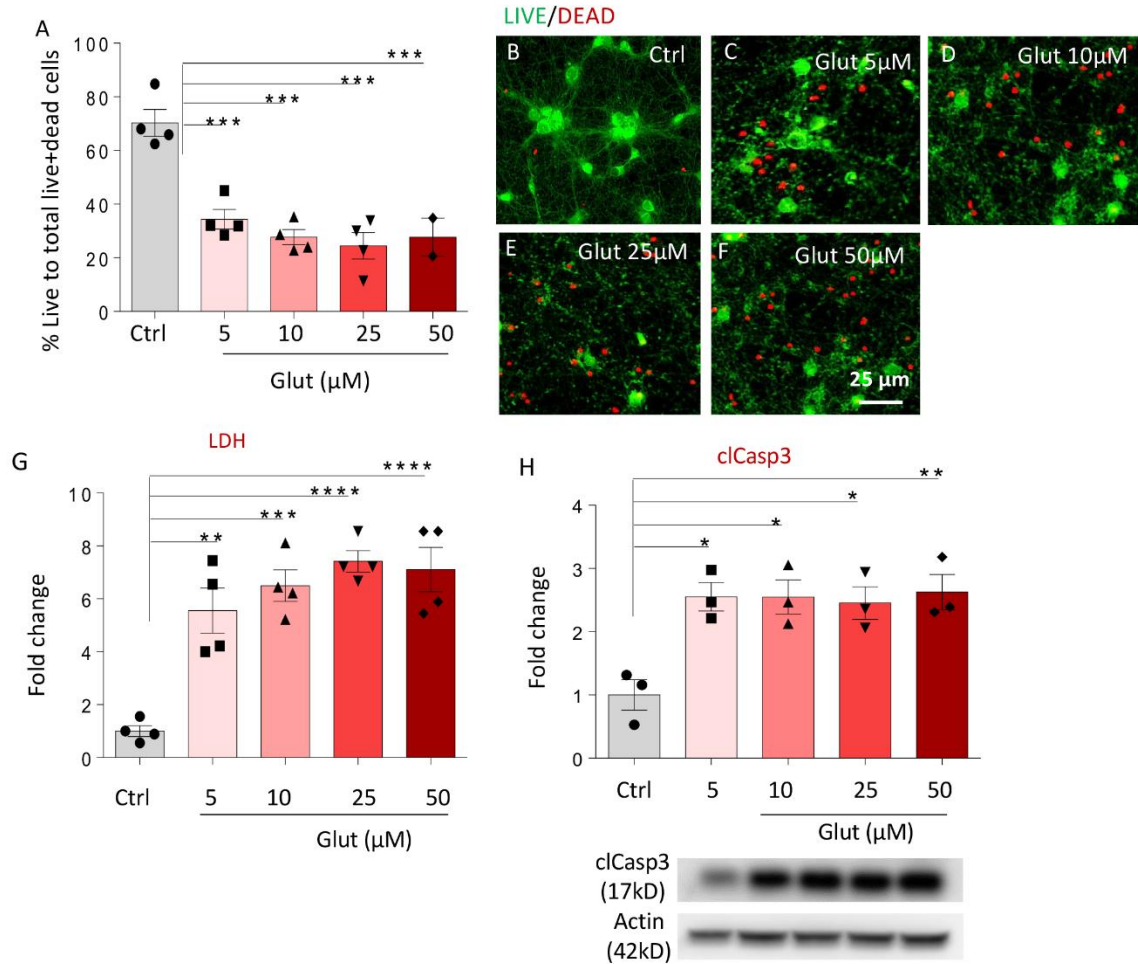 A
% Live to total live+dead cells
100
80
60
40
20
0
***
***
***
***
Ctrl 5 10 25 50
Glut (µM)
LIVE/DEAD
B Ctrl
C Glut 5µM
D Glut 10µM
E Glut 25µM
F Glut 50µM
25 µm
G
LDH
Fold change
10
8
6
4
2
0
****
****
***
**
Ctrl 5 10 25 50
Glut (µM)
H
clCasp3
Fold change
4
3
2
1
0
**
*
*
*
Ctrl 5 10 25 50
Glut (µM)
clCasp3
(17kD)
Actin
(42kD)